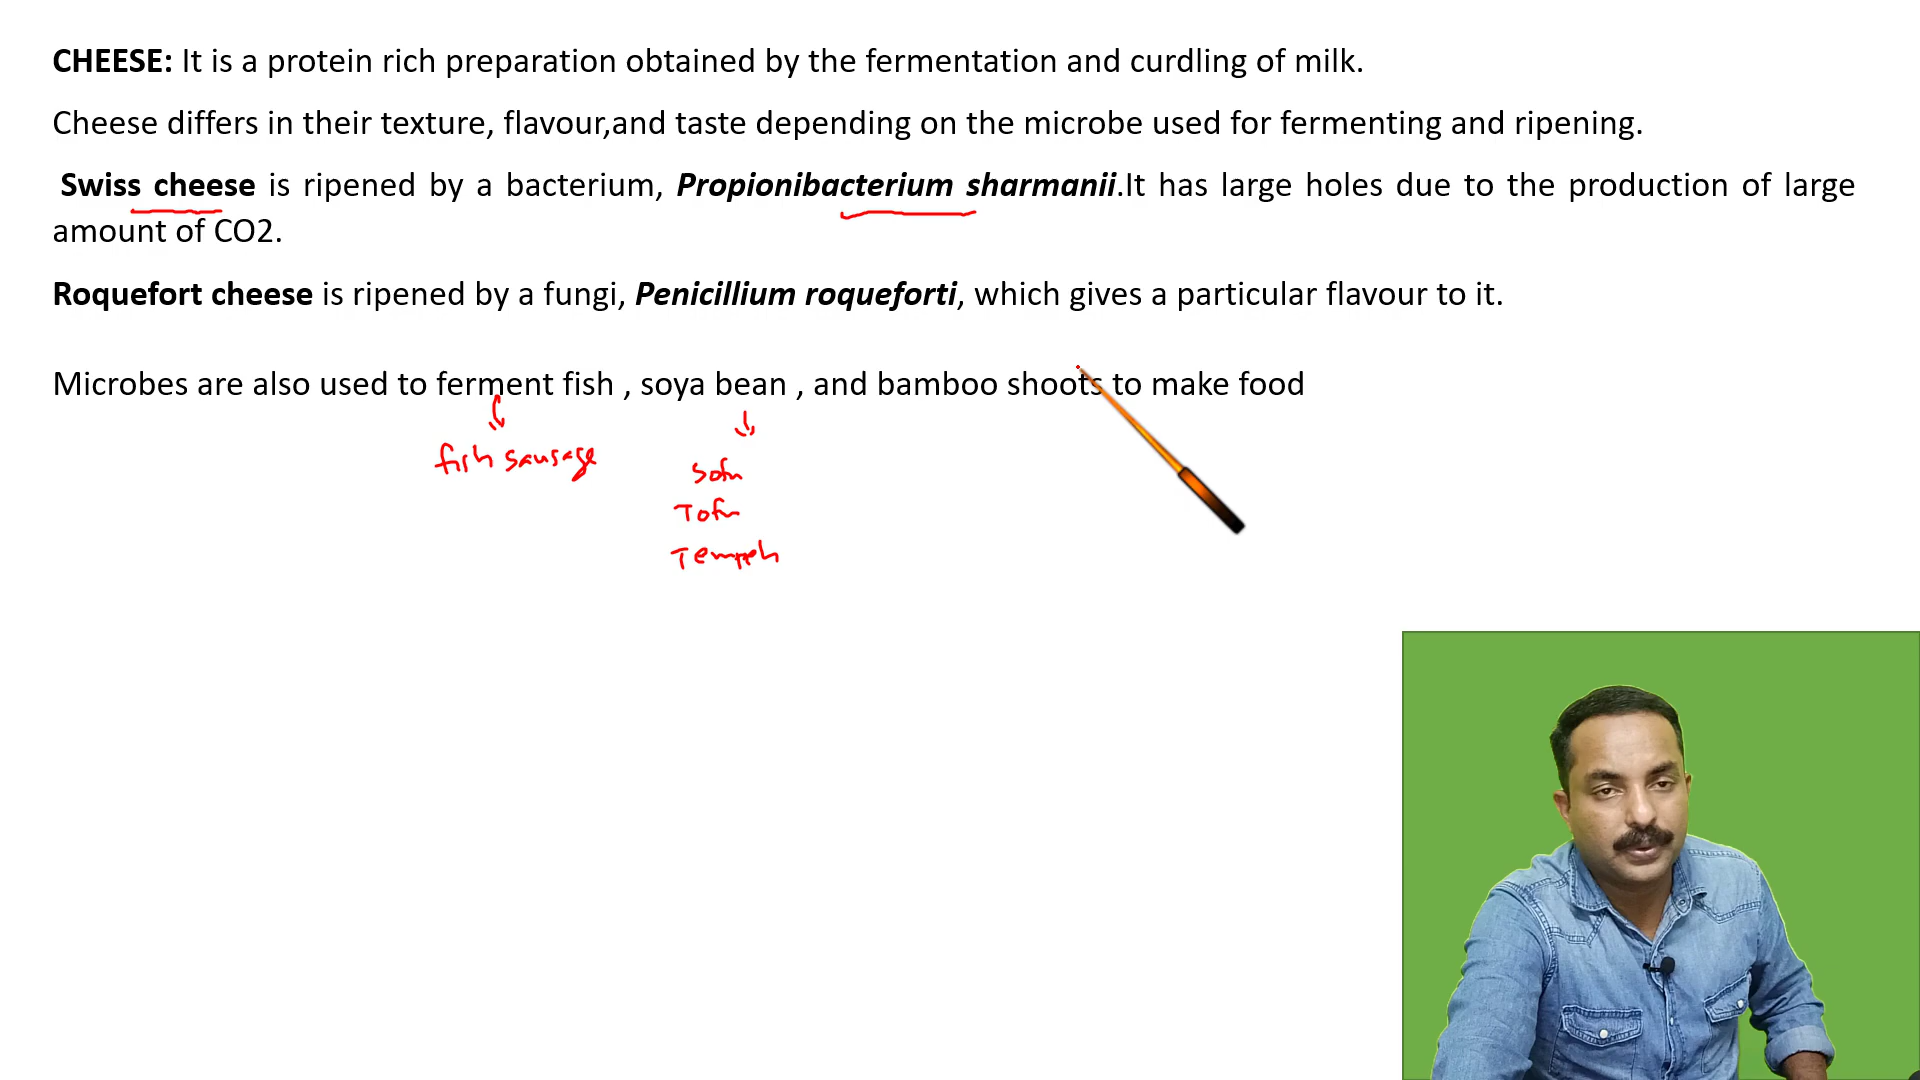 CHEESE: It is a protein rich preparation obtained by the fermentation and curdling of milk.
Cheese differs in their texture, flavour,and taste depending on the microbe used for fermenting and ripening.
Swiss cheese is ripened by a bacterium, Propionibacterium sharmanii.It has large holes due to the production of large
amount of CO2.
Roquefort cheese is ripened by a fungi, Penicillium roqueforti, which gives a particular flavour to it.
Microbes are also used to ferment fish , soya bean , and bamboo shoots to make food
fish sausage
Sofu
Tofu
Temppeh